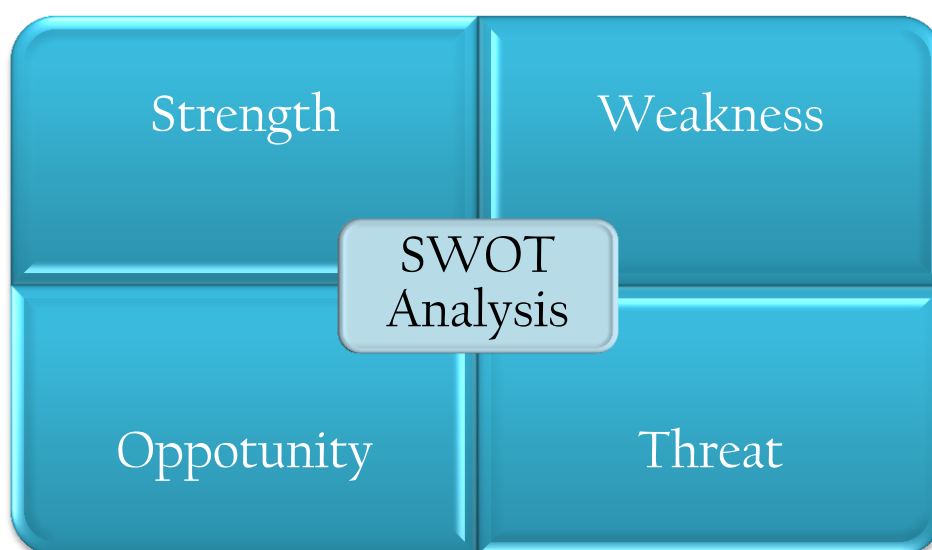 Strength
Weakness
SWOT
Analysis
Oppotunity
Threat